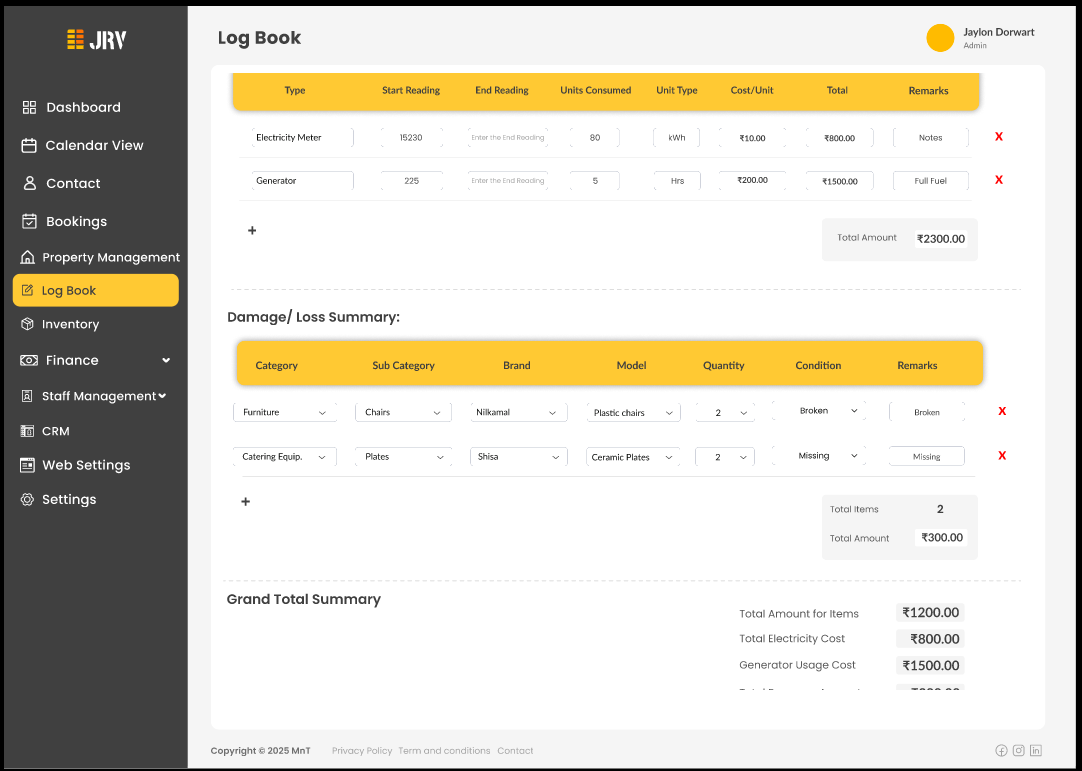 JRV
Log Book
Jaylon Dorwart
Admin
Dashboard
Calendar View
Contact
Bookings
Property Management
Log Book
Inventory
Finance
Staff Management
CRM
Web Settings
Settings
Type Start Reading End Reading Units Consumed Unit Type Cost/Unit Total Remarks
Electricity Meter 15230 Enter the End Reading 80 kWh ₹10.00 ₹800.00 Notes X
Generator 225 Enter the End Reading 5 Hrs ₹200.00 ₹1500.00 Full Fuel X
+
Total Amount ₹2300.00
Damage/ Loss Summary:
Category Sub Category Brand Model Quantity Condition Remarks
Furniture Chairs Nilkamal Plastic chairs 2 Broken Broken X
Catering Equip. Plates Shisa Ceramic Plates 2 Missing Missing X
+
Total Items 2
Total Amount ₹300.00
Grand Total Summary
Total Amount for Items ₹1200.00
Total Electricity Cost ₹800.00
Generator Usage Cost ₹1500.00
Copyright © 2025 MnT Privacy Policy Term and conditions Contact